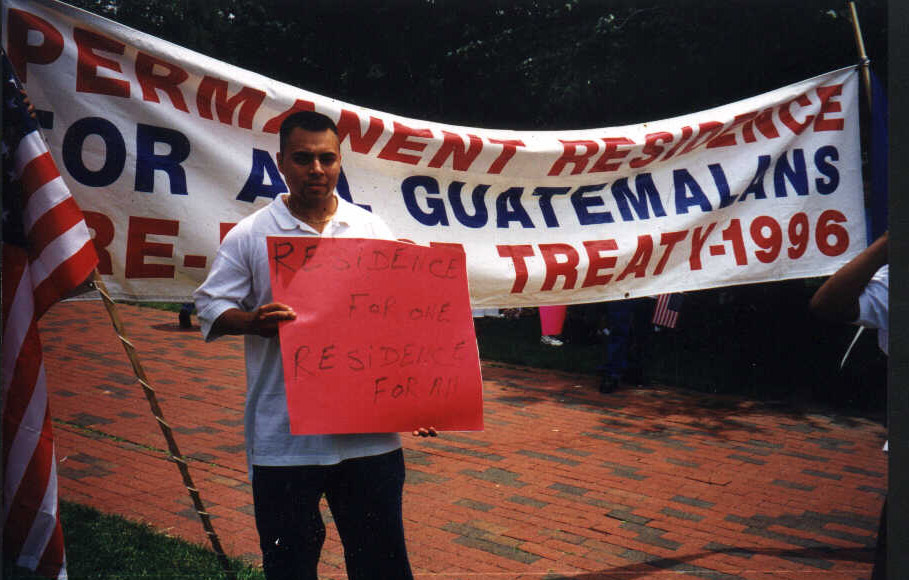 PERMANENT RESIDENCE
FOR ALL GUATEMALANS
TREATY-1996
RESIDENCE
FOR ONE
RESIDENCE
FOR All